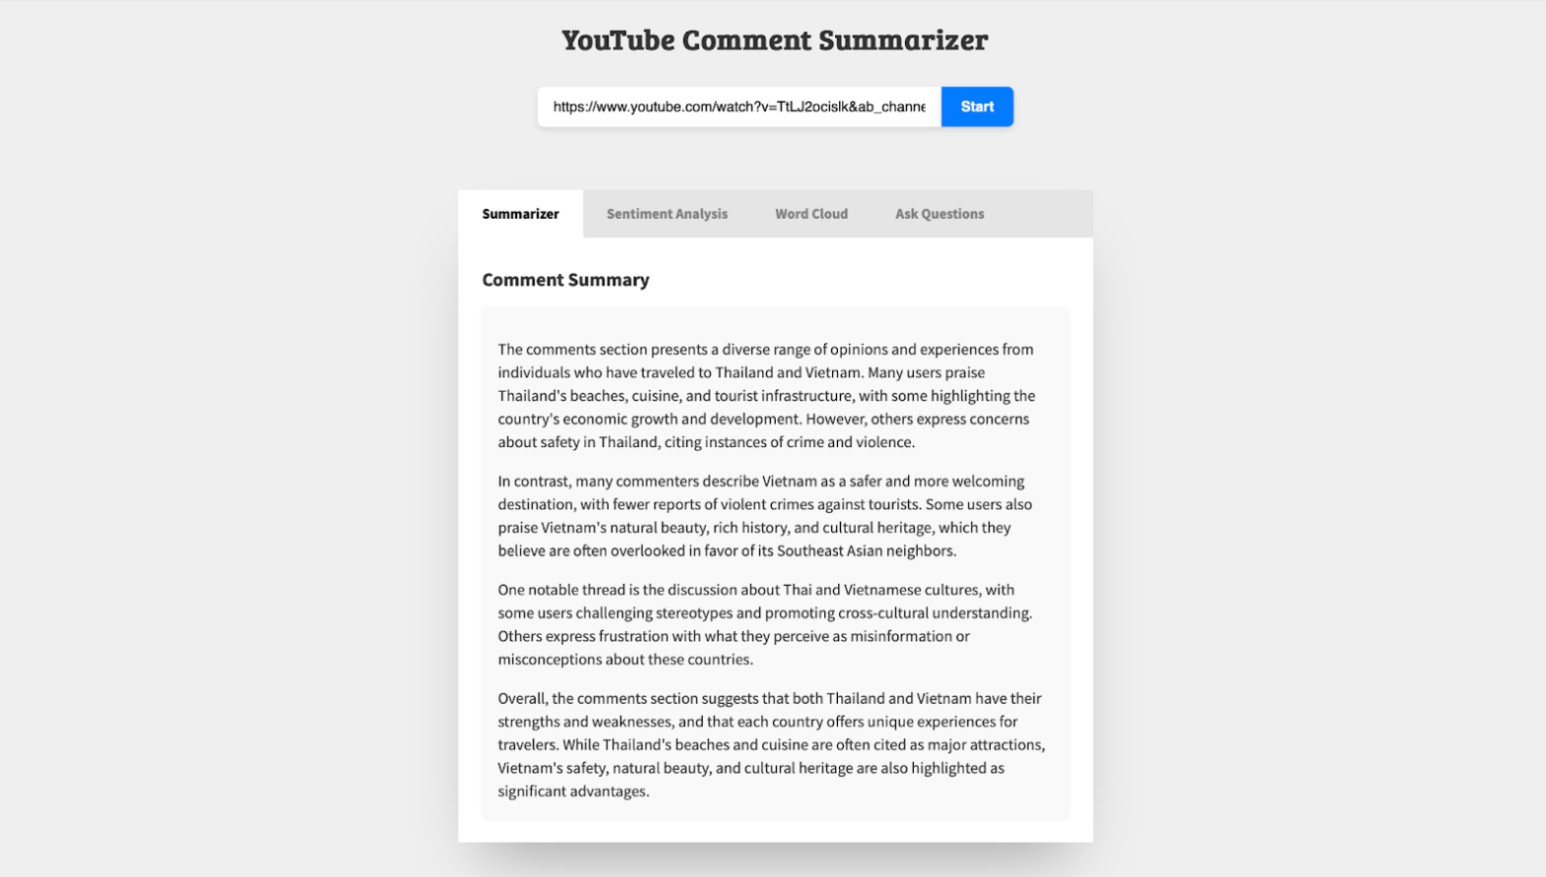 YouTube Comment Summarizer
https://www.youtube.com/watch?v=TtLJ2ocislk&ab_channe
Start
Summarizer
Sentiment Analysis
Word Cloud
Ask Questions
Comment Summary
The comments section presents a diverse range of opinions and experiences from
individuals who have traveled to Thailand and Vietnam. Many users praise
Thailand's beaches, cuisine, and tourist infrastructure, with some highlighting the
country's economic growth and development. However, others express concerns
about safety in Thailand, citing instances of crime and violence.
In contrast, many commenters describe Vietnam as a safer and more welcoming
destination, with fewer reports of violent crimes against tourists. Some users also
praise Vietnam's natural beauty, rich history, and cultural heritage, which they
believe are often overlooked in favor of its Southeast Asian neighbors.
One notable thread is the discussion about Thai and Vietnamese cultures, with
some users challenging stereotypes and promoting cross-cultural understanding.
Others express frustration with what they perceive as misinformation or
misconceptions about these countries.
Overall, the comments section suggests that both Thailand and Vietnam have their
strengths and weaknesses, and that each country offers unique experiences for
travelers. While Thailand's beaches and cuisine are often cited as major attractions,
Vietnam's safety, natural beauty, and cultural heritage are also highlighted as
significant advantages.